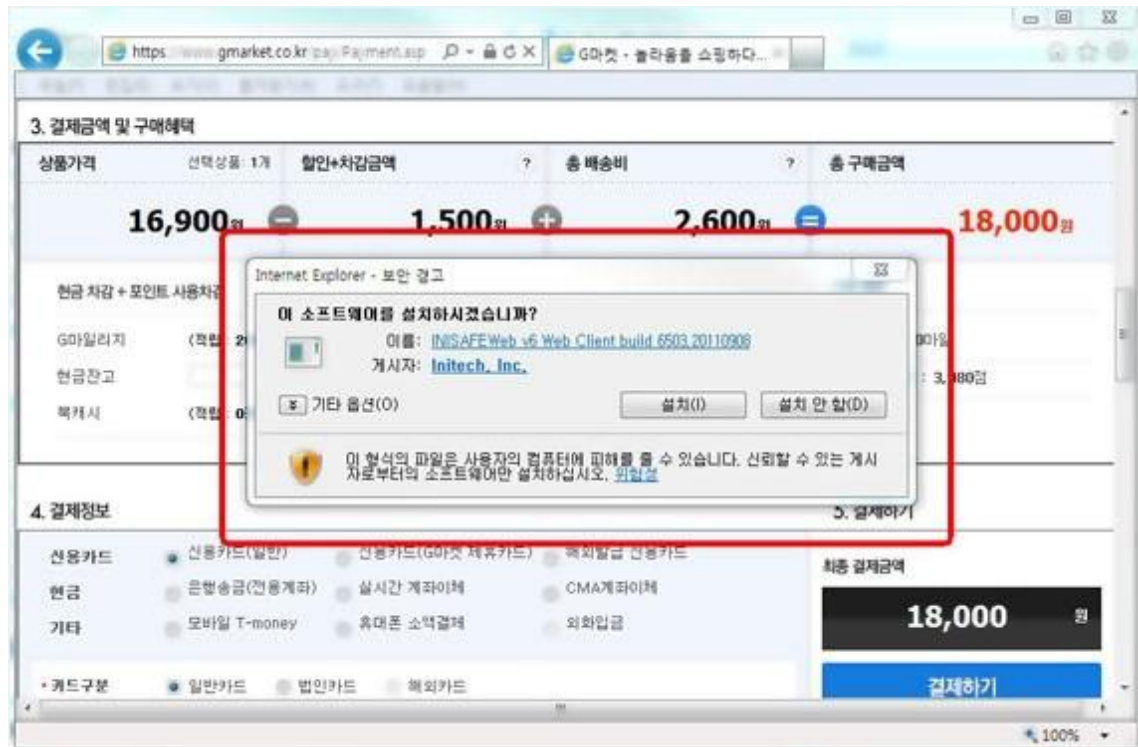 https gmarket.co.kr
G마켓 - 놀라움을 쇼핑하다...
3. 결제금액 및 구매혜택
상품가격 선택상품: 1개 할인+차감금액 ? 총 배송비 ? 총 구매금액
16,900원 1,500원 2,600원 18,000원
Internet Explorer - 보안 경고
현금 차감 + 포인트 사용차감
이 소프트웨어를 설치하시겠습니까?
이름: INISAFEWeb v6 Web Client build 6503,20110908
게시자: Initech, Inc.
G마일리지 (적립
현금잔고 3,980점
북캐시 (적립 : 0
기타 옵션(O) 설치(I) 설치 안 함(D)
이 형식의 파일은 사용자의 컴퓨터에 피해를 줄 수 있습니다. 신뢰할 수 있는 게시
자로부터의 소프트웨어만 설치하십시오. 위험성
4. 결제정보 5. 결제하기
신용카드 신용카드(일반) 신용카드(G마켓 제휴카드) 해외발급 신용카드
현금 은행송금(전용계좌) 실시간 계좌이체 CMA계좌이체
기타 모바일 T-money 휴대폰 소액결제 외화입금
최종 결제금액
18,000 원
• 카드구분 일반카드 법인카드 해외카드
결제하기
100%